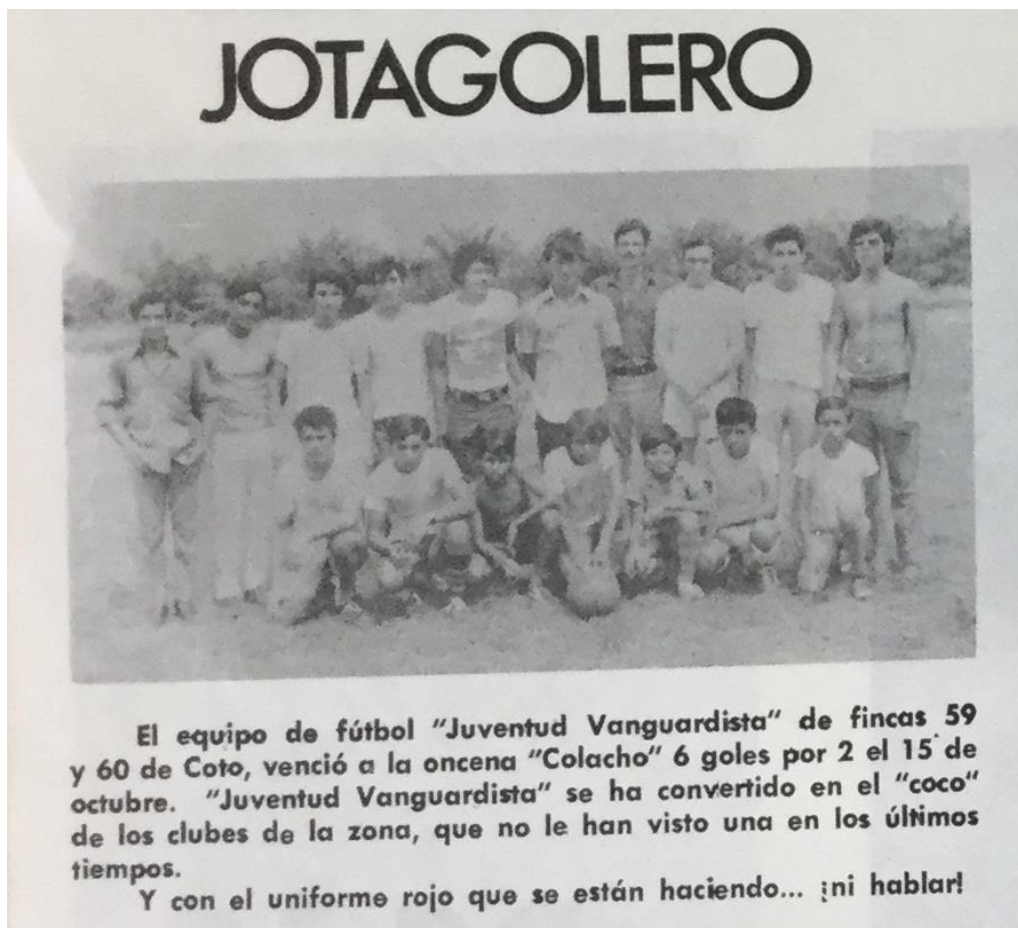 JOTAGOLERO
El equipo de fútbol "Juventud Vanguardista" de fincas 59
y 60 de Coto, venció a la oncena "Colacho" 6 goles por 2 el 15 de
octubre. "Juventud Vanguardista" se ha convertido en el "coco"
de los clubes de la zona, que no le han visto una en los últimos
tiempos.
Y con el uniforme rojo que se están haciendo... ¡ni hablar!